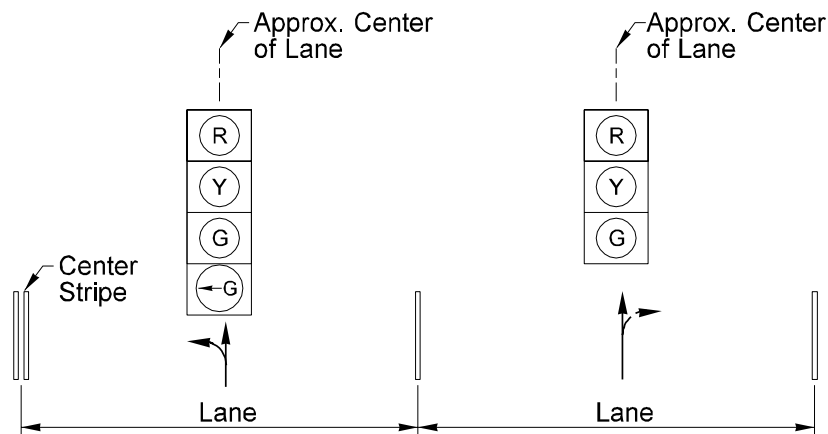 Approx. Center
of Lane
Approx. Center
of Lane
R
Y
G
G
R
Y
G
Center
Stripe
Lane
Lane